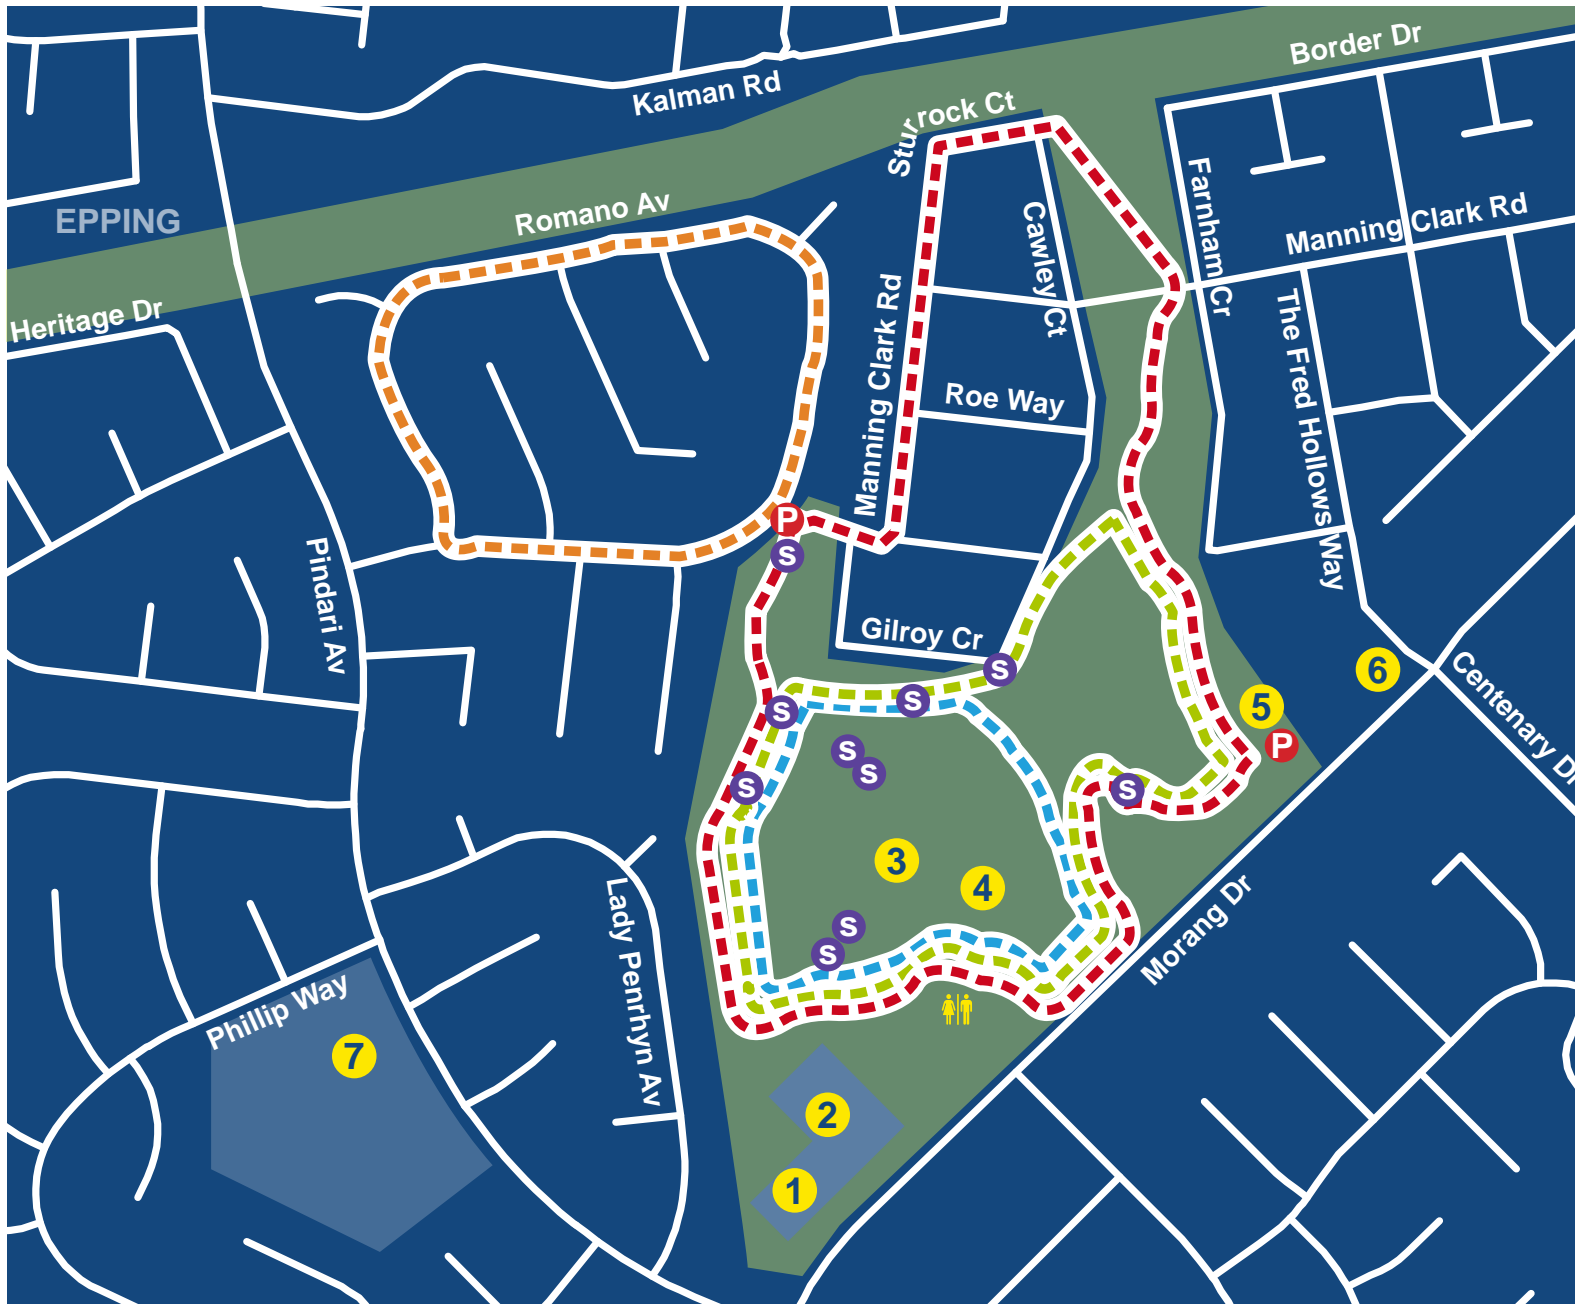 Border Dr
Kalman Rd
Sturrock Ct
EPPING
Romano Av
Farnham Cr
Manning Clark Rd
Cawley Ct
Heritage Dr
Manning Clark Rd
The Fred Hollows Way
Roe Way
P
S
Pindari Av
Gilroy Cr
S
6
Centenary Dr
S
S
5
P
S
S
S
S
3
4
Lady Penrhyn Av
Morang Dr
S
S
Phillip Way
7
2
1